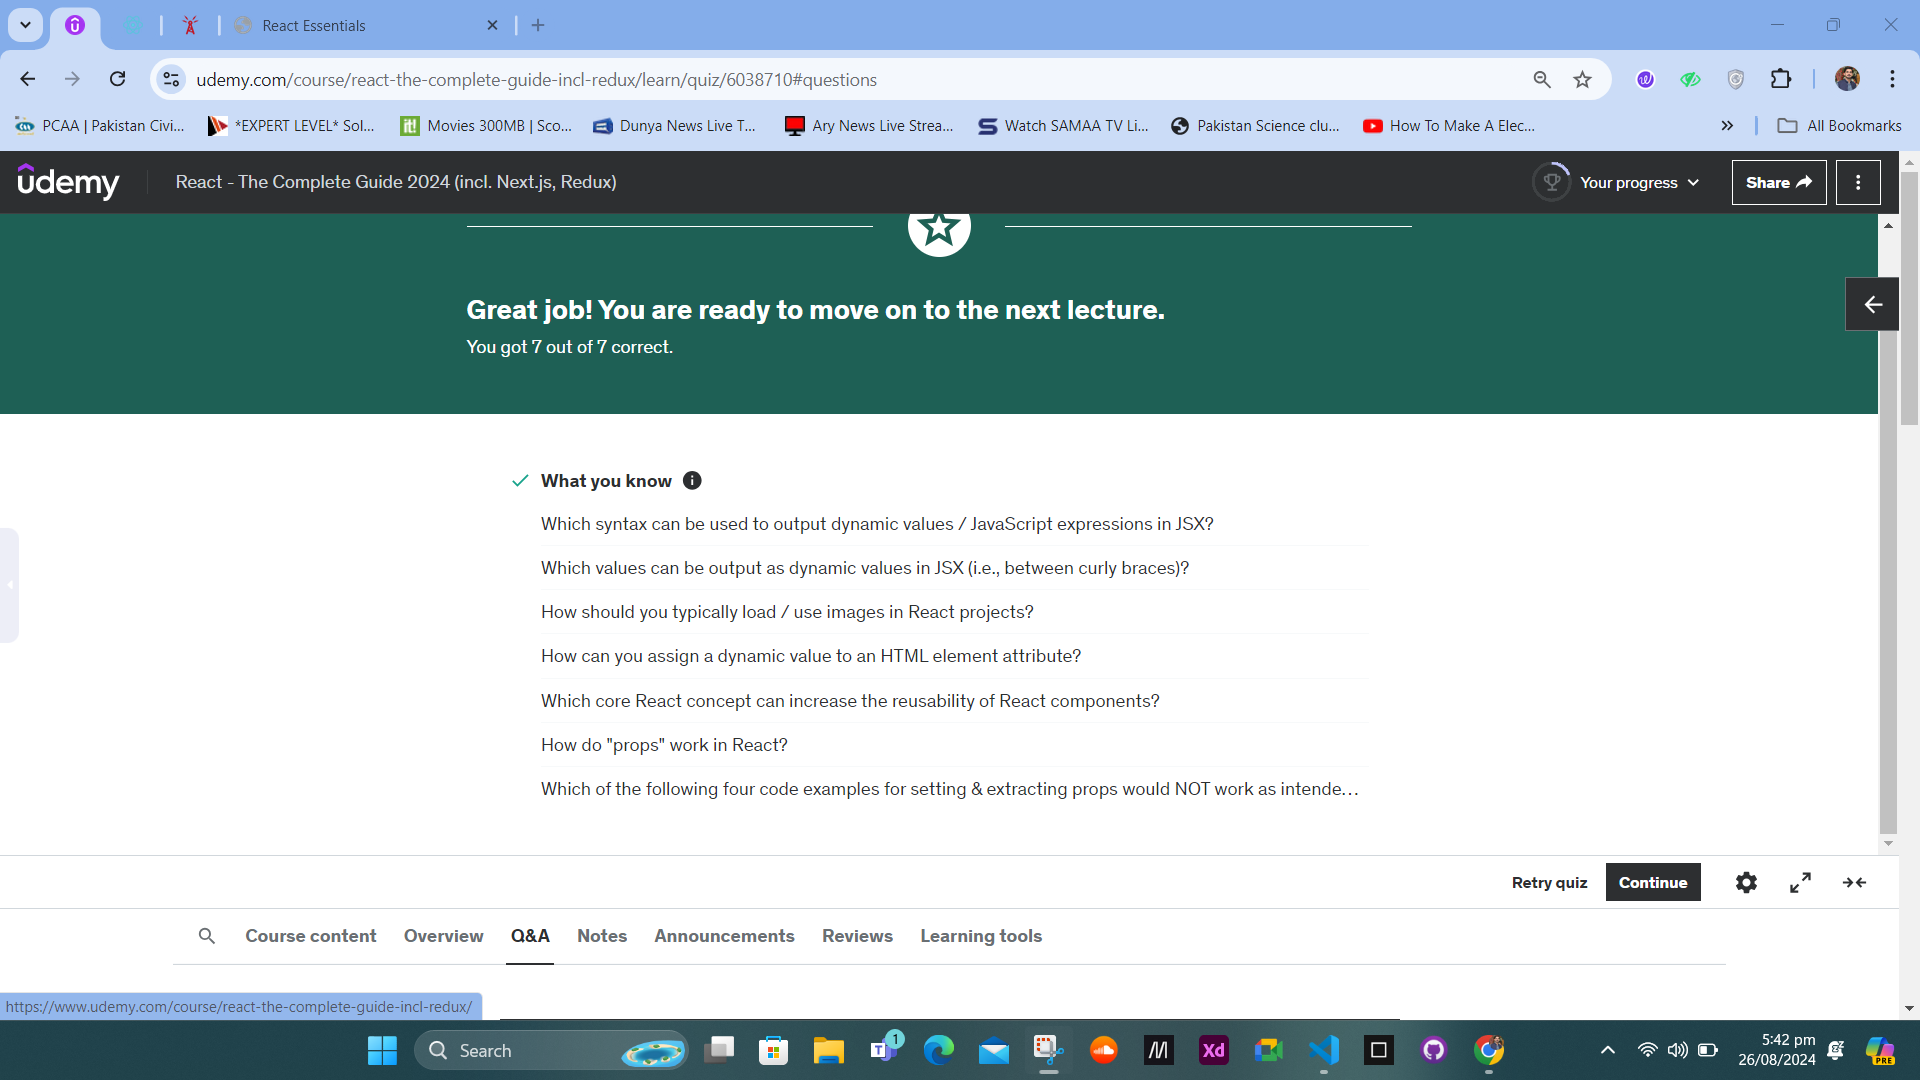 React Essentials
udemy.com/course/react-the-complete-guide-incl-redux/learn/quiz/6038710#questions
PCAA | Pakistan Civi...
*EXPERT LEVEL* Sol...
Movies 300MB | Sco...
Dunya News Live T...
Ary News Live Strea...
Watch SAMAA TV Li...
Pakistan Science clu...
How To Make A Elec...
All Bookmarks
udemy
React - The Complete Guide 2024 (incl. Next.js, Redux)
Your progress
Share
Great job! You are ready to move on to the next lecture.
You got 7 out of 7 correct.
What you know
Which syntax can be used to output dynamic values / JavaScript expressions in JSX?
Which values can be output as dynamic values in JSX (i.e., between curly braces)?
How should you typically load / use images in React projects?
How can you assign a dynamic value to an HTML element attribute?
Which core React concept can increase the reusability of React components?
How do "props" work in React?
Which of the following four code examples for setting & extracting props would NOT work as intende...
Retry quiz
Continue
Course content
Overview
Q&A
Notes
Announcements
Reviews
Learning tools
https://www.udemy.com/course/react-the-complete-guide-incl-redux/
Search
1
Xd
5:42 pm
26/08/2024
PRE